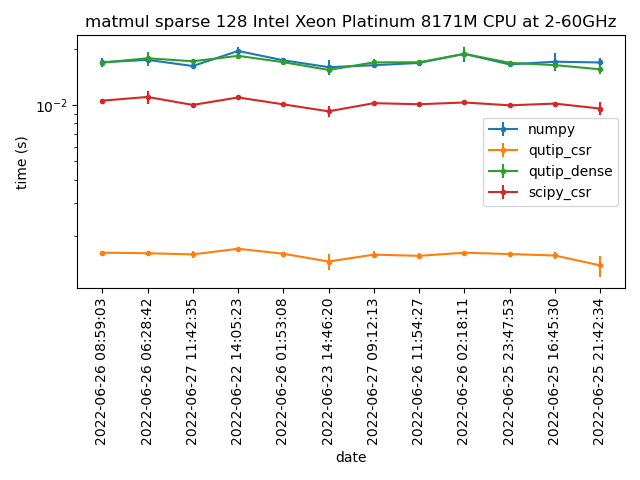 matmul sparse 128 Intel Xeon Platinum 8171M CPU at 2-60GHz
time (s)
10⁻²
numpy
qutip_csr
qutip_dense
scipy_csr
2022-06-26 08:59:03
2022-06-26 06:28:42
2022-06-27 11:42:35
2022-06-22 14:05:23
2022-06-26 01:53:08
2022-06-23 14:46:20
2022-06-27 09:12:13
2022-06-26 11:54:27
2022-06-26 02:18:11
2022-06-25 23:47:53
2022-06-25 16:45:30
2022-06-25 21:42:34
date